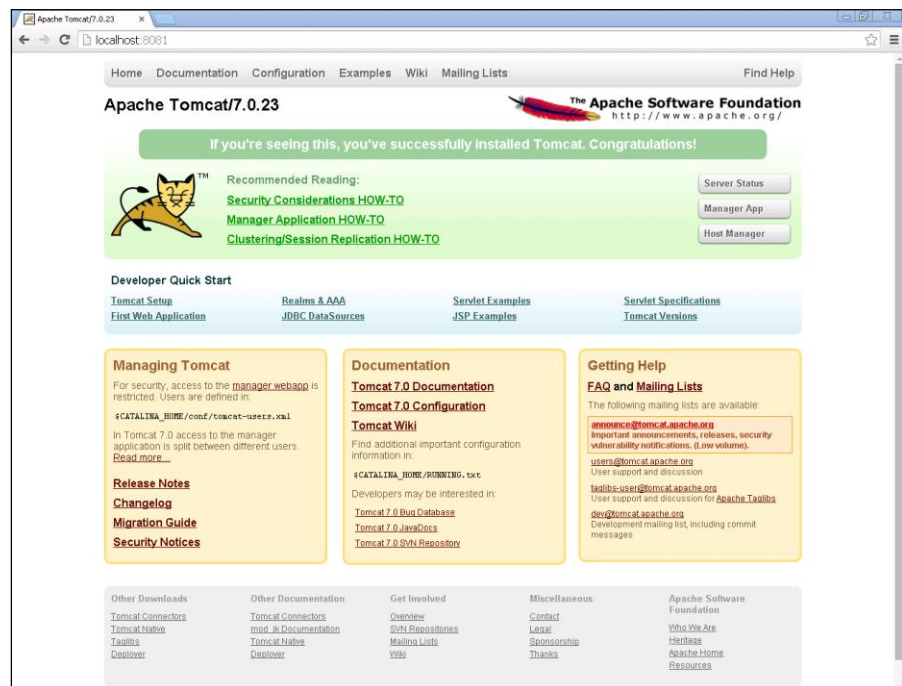 Apache Tomcat/7.0.23
localhost:8081
Home Documentation Configuration Examples Wiki Mailing Lists Find Help
Apache Tomcat/7.0.23
The Apache Software Foundation
http://www.apache.org/
If you're seeing this, you've successfully installed Tomcat. Congratulations!
TM
Recommended Reading:
Security Considerations HOW-TO
Manager Application HOW-TO
Clustering/Session Replication HOW-TO
Server Status
Manager App
Host Manager
Developer Quick Start
Tomcat Setup Realms & AAA Servlet Examples Servlet Specifications
First Web Application JDBC DataSources JSP Examples Tomcat Versions
Managing Tomcat
For security, access to the manager webapp is
restricted. Users are defined in:
$CATALINA_HOME/conf/tomcat-users.xml
In Tomcat 7.0 access to the manager
application is split between different users.
Read more...
Release Notes
Changelog
Migration Guide
Security Notices
Documentation
Tomcat 7.0 Documentation
Tomcat 7.0 Configuration
Tomcat Wiki
Find additional important configuration
information in:
$CATALINA_HOME/RUNNING.txt
Developers may be interested in:
Tomcat 7.0 Bug Database
Tomcat 7.0 JavaDocs
Tomcat 7.0 SVN Repository
Getting Help
FAQ and Mailing Lists
The following mailing lists are available:
announce@tomcat.apache.org
Important announcements, releases, security
vulnerability notifications. (Low volume).
users@tomcat.apache.org
User support and discussion
taglibs-user@tomcat.apache.org
User support and discussion for Apache Taglibs
dev@tomcat.apache.org
Development mailing list, including commit
messages
Other Downloads
Tomcat Connectors
Tomcat Native
Taglibs
Deployer
Other Documentation
Tomcat Connectors
mod_jk Documentation
Tomcat Native
Deployer
Get Involved
Overview
SVN Repositories
Mailing Lists
Wiki
Miscellaneous
Contact
Legal
Sponsorship
Thanks
Apache Software
Foundation
Who We Are
Heritage
Apache Home
Resources